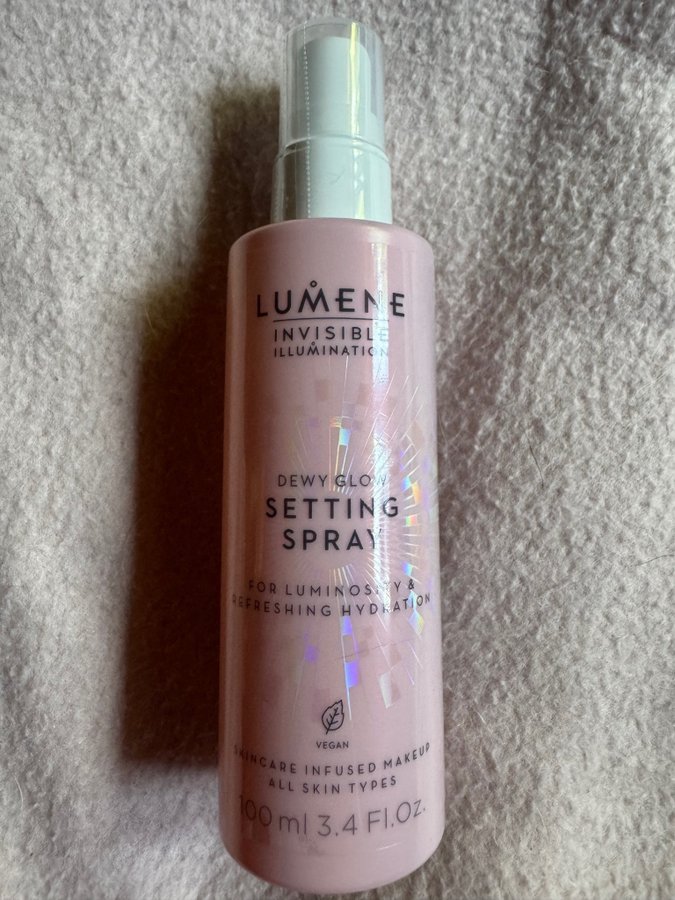 LUMENE
INVISIBLE
ILLUMINATION
DEWY GLOW
SETTING
SPRAY
FOR LUMINOSITY &
REFRESHING HYDRATION
VEGAN
SKINCARE INFUSED MAKEUP
ALL SKIN TYPES
100 ml 3.4 Fl.Oz.